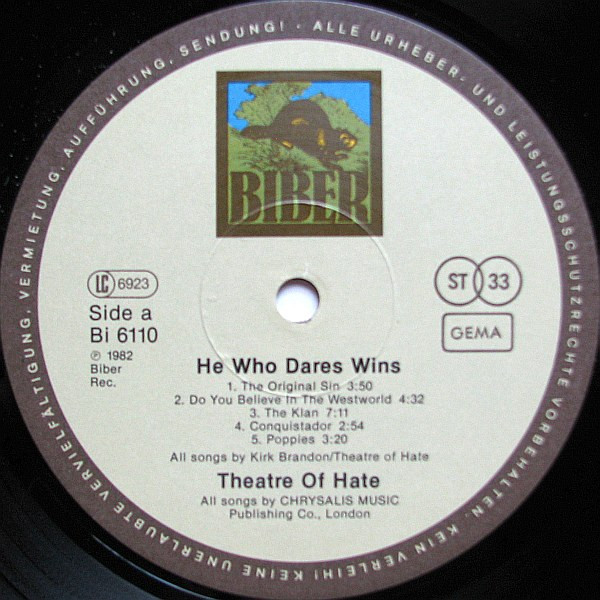 ALLE URHEBER- UND LEISTUNGSSCHUTZRECHTE VORBEHALTEN. KEIN VERLEIH! KEINE UNERLAUBTE VERVIELFÄLTIGUNG, VERMIETUNG, AUFFÜHRUNG, SENDUNG! ·
BIBER
LC 6923
ST 33
Side a
Bi 6110
GEMA
℗ 1982
Biber
Rec.
He Who Dares Wins
1. The Original Sin 3:50
2. Do You Believe In The Westworld 4:32
3. The Klan 7:11
4. Conquistador 2:54
5. Poppies 3:20
All songs by Kirk Brandon/Theatre of Hate
Theatre Of Hate
All songs by CHRYSALIS MUSIC
Publishing Co., London